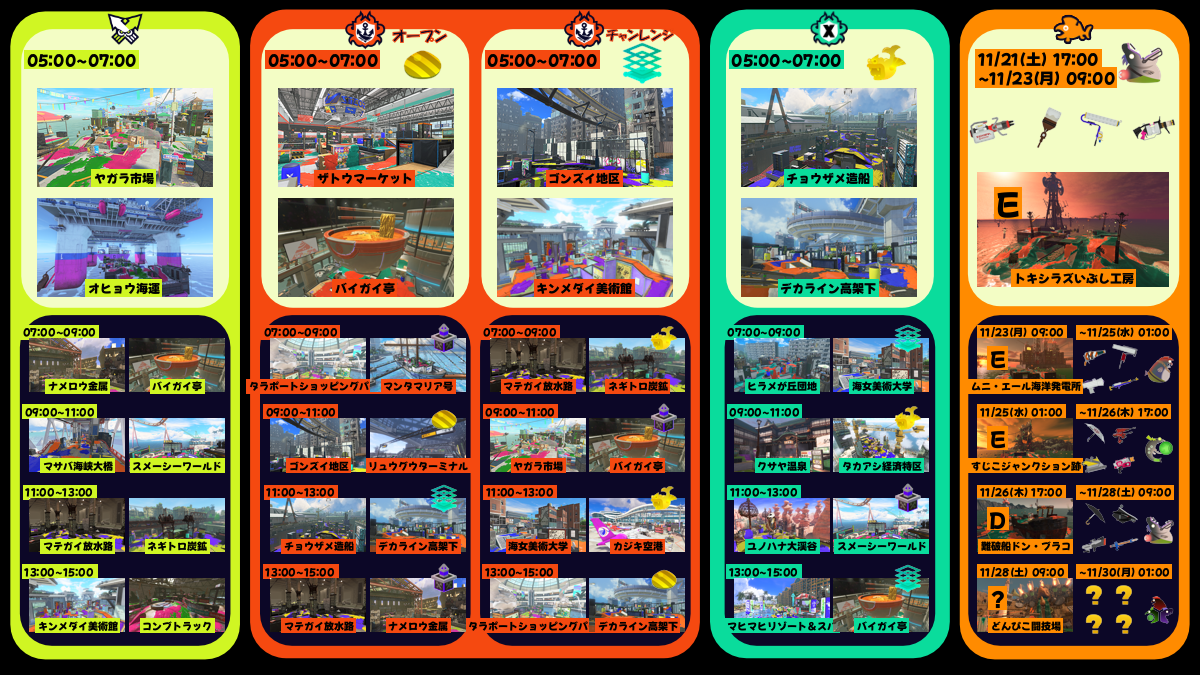 05:00~07:00
ヤガラ市場
オヒョウ海運
07:00~09:00
ナメロウ金属
バイガイ亭
09:00~11:00
マサバ海峡大橋
スメーシーワールド
11:00~13:00
マテガイ放水路
ネギトロ炭鉱
13:00~15:00
キンメダイ美術館
コンブトラック
オープン
05:00~07:00
ザトウマーケット
バイガイ亭
07:00~09:00
タラポートショッピングパ
マンタマリア号
09:00~11:00
ゴンズイ地区
リュウグウターミナル
11:00~13:00
チョウザメ造船
デカライン高架下
13:00~15:00
マテガイ放水路
ナメロウ金属
チャレンジ
05:00~07:00
ゴンズイ地区
キンメダイ美術館
07:00~09:00
マテガイ放水路
ネギトロ炭鉱
09:00~11:00
ヤガラ市場
バイガイ亭
11:00~13:00
海女美術大学
カジキ空港
13:00~15:00
タラポートショッピングパ
デカライン高架下
X
05:00~07:00
チョウザメ造船
デカライン高架下
07:00~09:00
ヒラメが丘団地
海女美術大学
09:00~11:00
クサヤ温泉
タカアシ経済特区
11:00~13:00
ユノハナ大渓谷
スメーシーワールド
13:00~15:00
マヒマヒリゾート&スパ
バイガイ亭
11/21(土) 17:00
~11/23(月) 09:00
E
トキシラズいぶし工房
11/23(月) 09:00
~11/25(水) 01:00
E
ムニ・エール海洋発電所
11/25(水) 01:00
~11/26(木) 17:00
E
すじこジャンクション跡
11/26(木) 17:00
~11/28(土) 09:00
D
難破船ドン・ブラコ
11/28(土) 09:00
~11/30(月) 01:00
?
どんぴこ闘技場
? ?
? ?